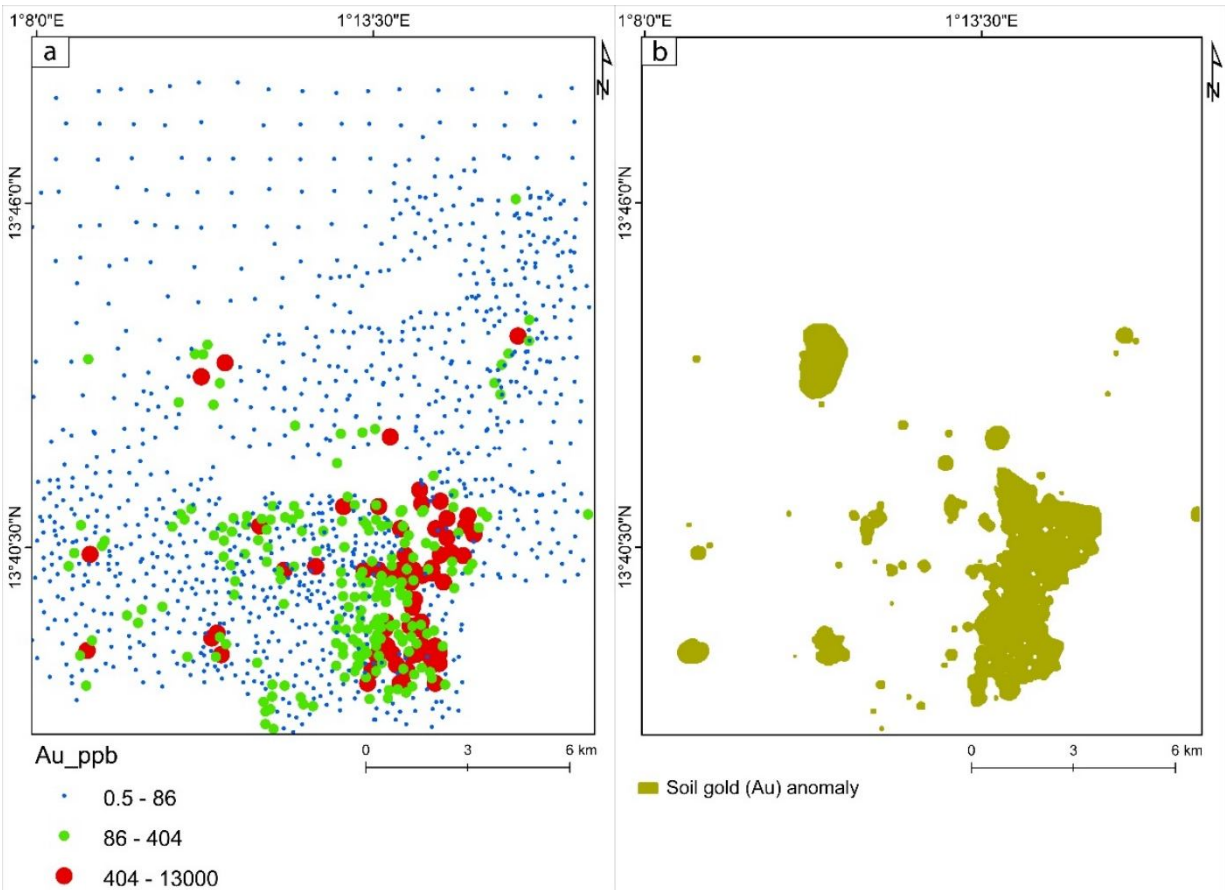 1°8'0"E 1°13'30"E
a
N
13°46'0"N
13°40'30"N
Au_ppb
0.5 - 86
86 - 404
404 - 13000
0 3 6 km
1°8'0"E 1°13'30"E
b
N
13°46'0"N
13°40'30"N
0 3 6 km
Soil gold (Au) anomaly